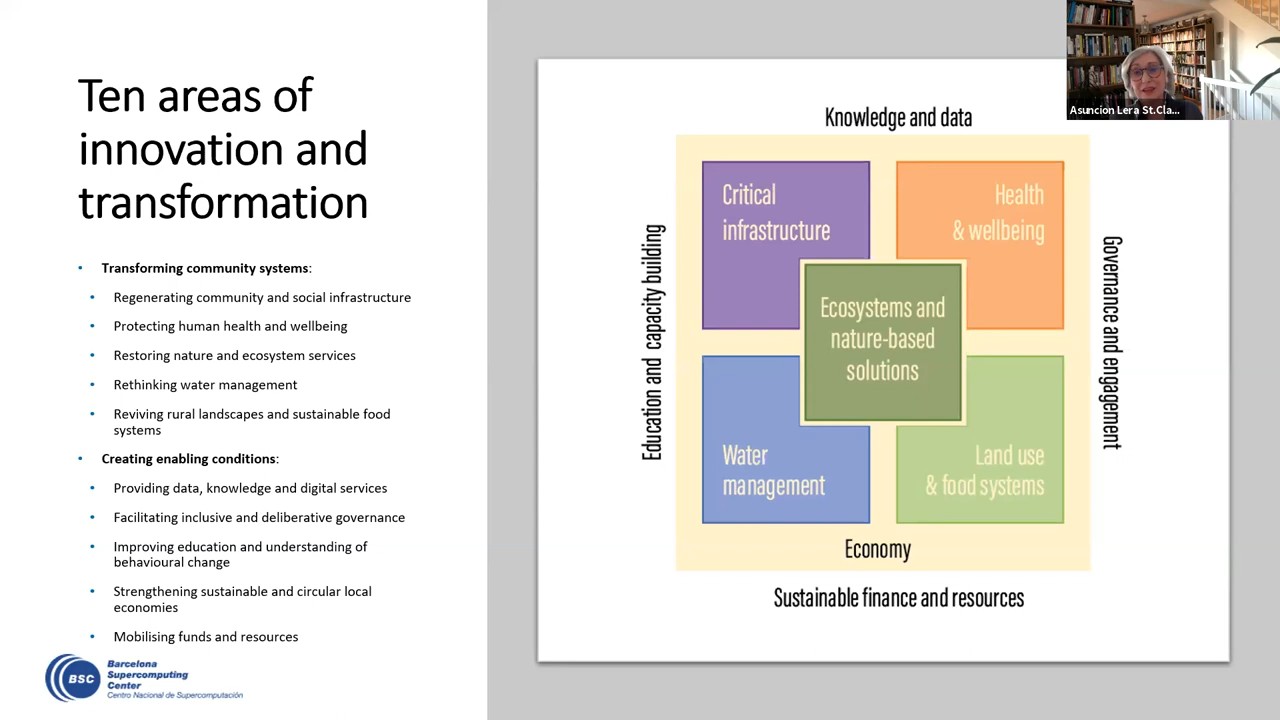 Ten areas of
innovation and
transformation
• Transforming community systems:
• Regenerating community and social infrastructure
• Protecting human health and wellbeing
• Restoring nature and ecosystem services
• Rethinking water management
• Reviving rural landscapes and sustainable food
systems
• Creating enabling conditions:
• Providing data, knowledge and digital services
• Facilitating inclusive and deliberative governance
• Improving education and understanding of
behavioural change
• Strengthening sustainable and circular local
economies
• Mobilising funds and resources
BSC
Barcelona
Supercomputing
Center
Centro Nacional de Supercomputación
Knowledge and data
Education and capacity building
Critical
infrastructure
Health
& wellbeing
Ecosystems and
nature-based
solutions
Water
management
Land use
& food systems
Governance and engagement
Economy
Sustainable finance and resources
Asuncion Lera St.Cla...